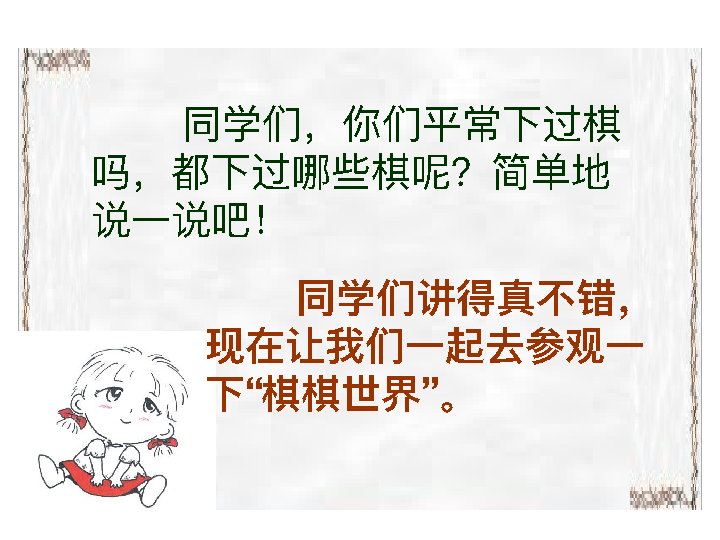 同学们，你们平常下过棋
吗，都下过哪些棋呢？简单地
说一说吧！
同学们讲得真不错，
现在让我们一起去参观一
下“棋棋世界”。